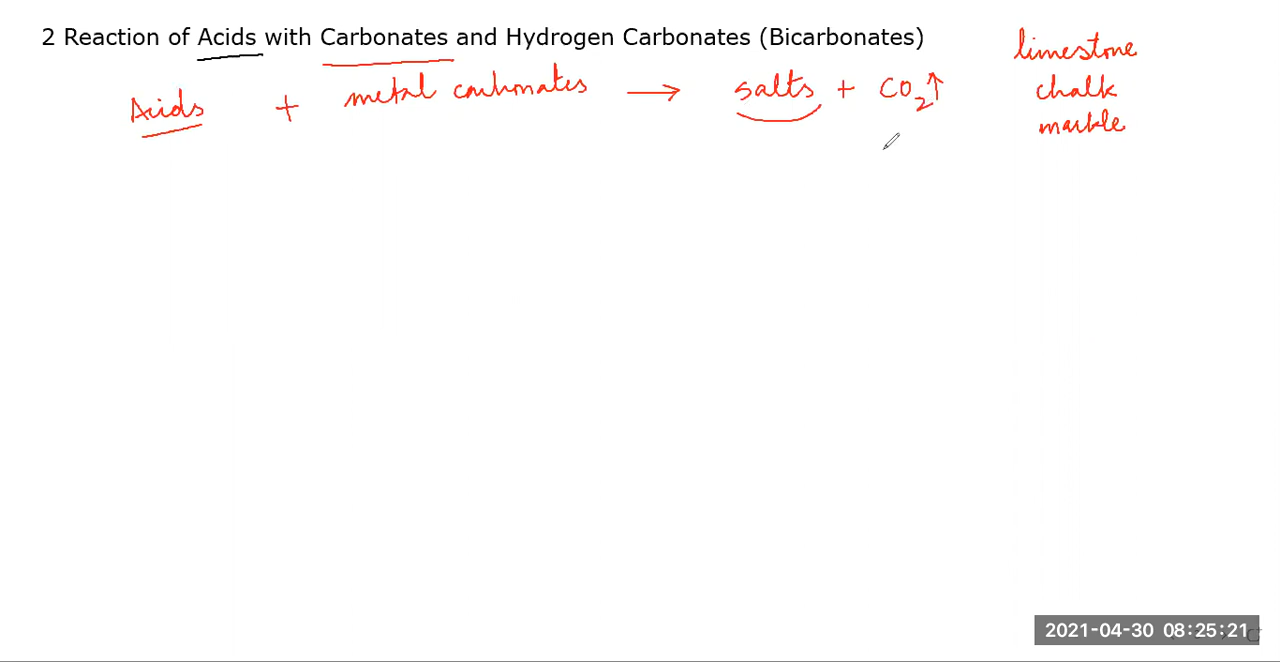 2 Reaction of Acids with Carbonates and Hydrogen Carbonates (Bicarbonates)
Acids + metal carbonates → salts + CO₂↑
limestone
chalk
marble
2021-04-30 08:25:21